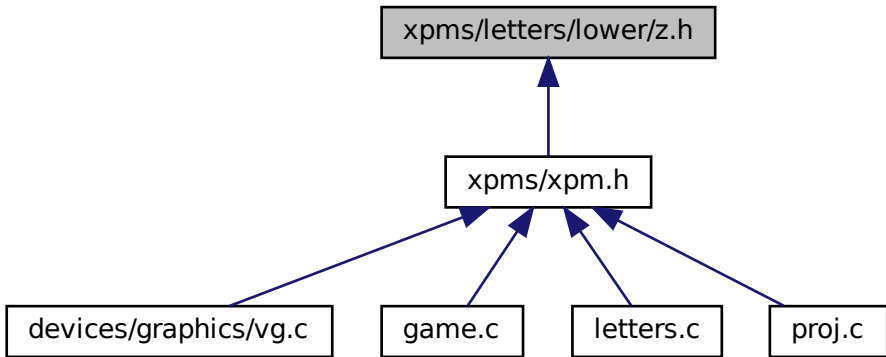 xpms/letters/lower/z.h
xpms/xpm.h
devices/graphics/vg.c
game.c
letters.c
proj.c